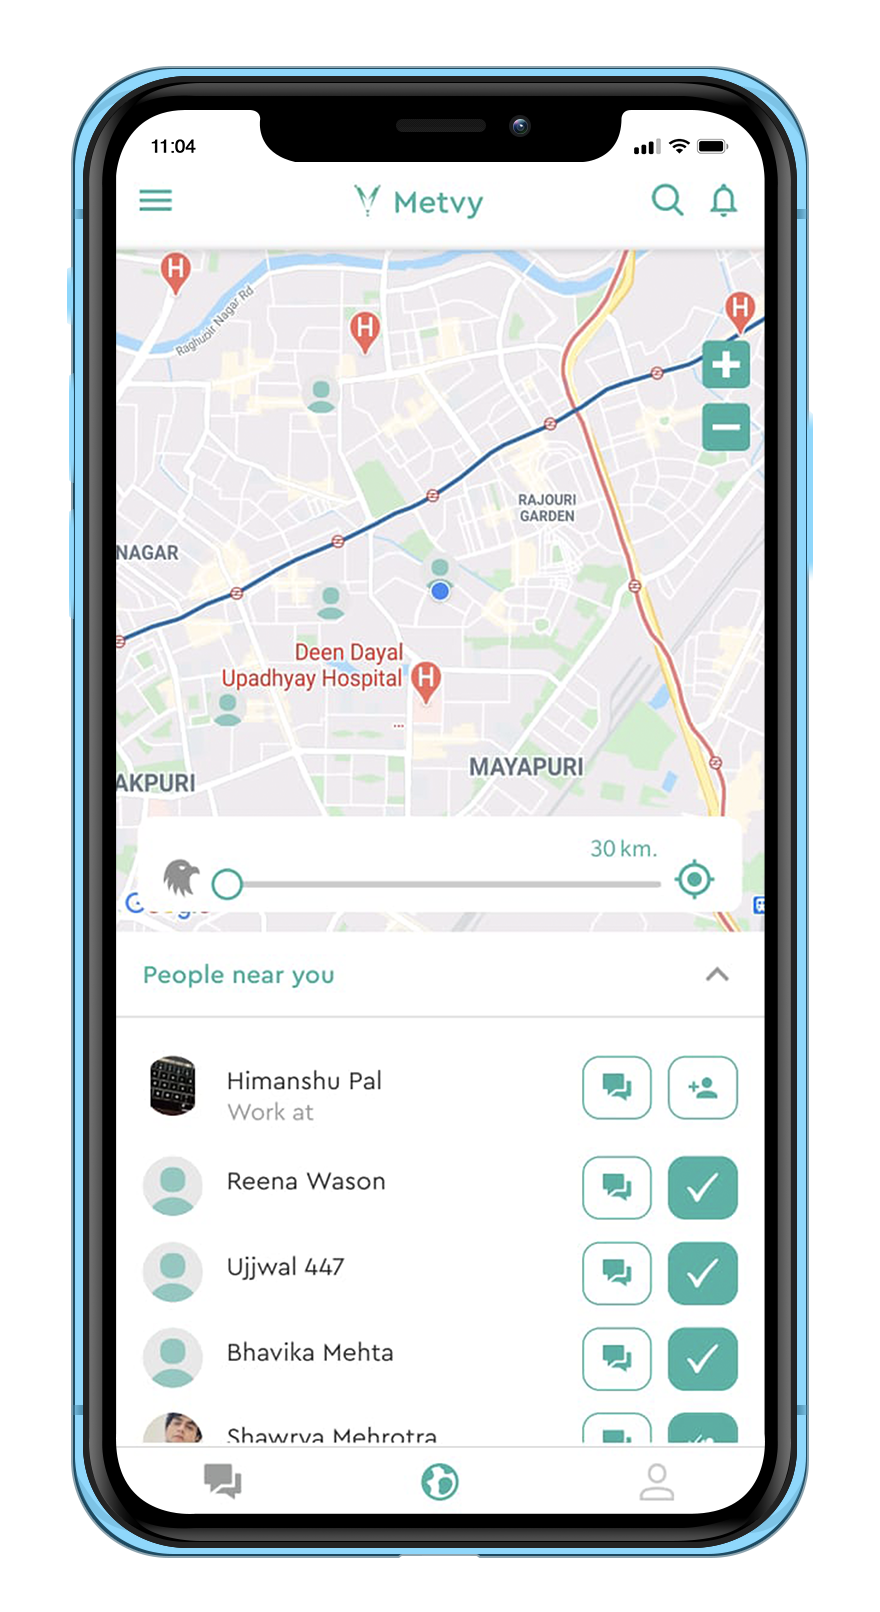 11:04
Metvy
H
H
H
Raghubir Nagar Rd
RAJOURI
GARDEN
NAGAR
Deen Dayal
Upadhyay Hospital
H
...
AKPURI
MAYAPURI
30 km.
People near you
Himanshu Pal
Work at
Reena Wason
Ujjwal 447
Bhavika Mehta
Shawrya Mehrotra